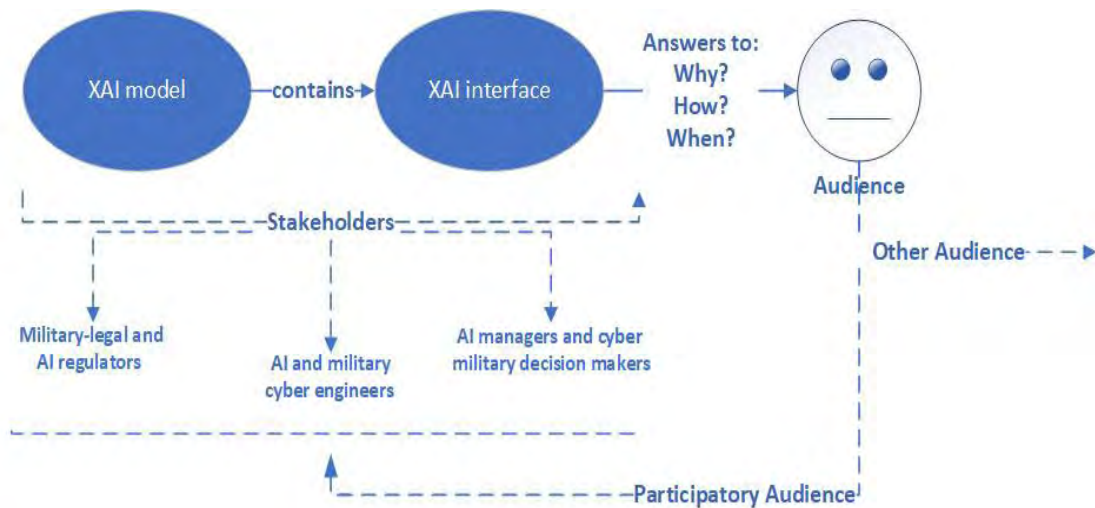 XAI model
contains
XAI interface
Answers to:
Why?
How?
When?
Audience
Stakeholders
Other Audience
Military-legal and
AI regulators
AI and military
cyber engineers
AI managers and cyber
military decision makers
Participatory Audience